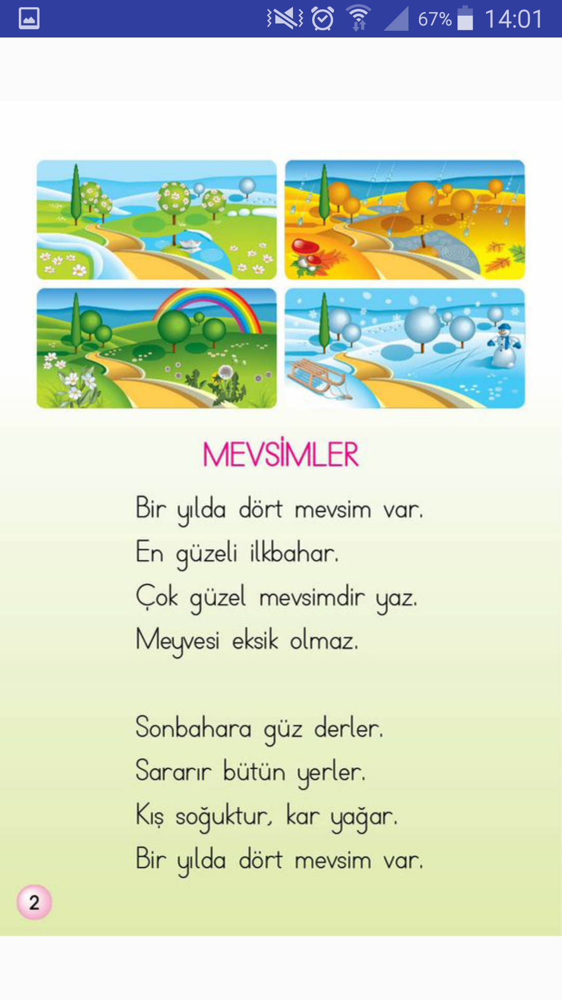 67% 14:01
MEVSİMLER
Bir yılda dört mevsim var.
En güzeli ilkbahar.
Çok güzel mevsimdir yaz.
Meyvesi eksik olmaz.
Sonbahara güz derler.
Sararır bütün yerler.
Kış soğuktur, kar yağar.
Bir yılda dört mevsim var.
2